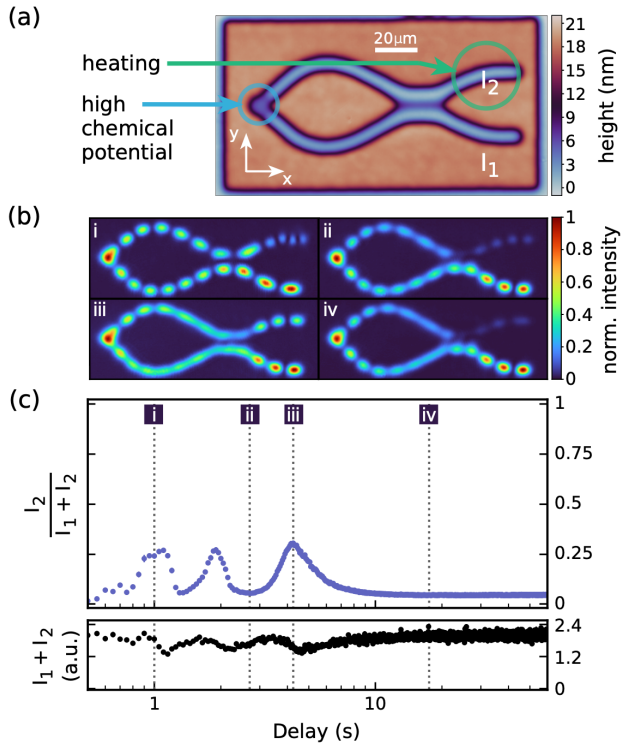 (a)
20μm
heating
high
chemical
potential
y
x
I2
I1
21
18
15
12
9
6
3
0
height (nm)
(b)
i
ii
iii
iv
1
0.8
0.6
0.4
0.2
0
norm. intensity
(c)
i
ii
iii
iv
I2
I1 + I2
1
0.75
0.5
0.25
0
I1 + I2
(a.u.)
2.4
1.2
0
1
10
Delay (s)